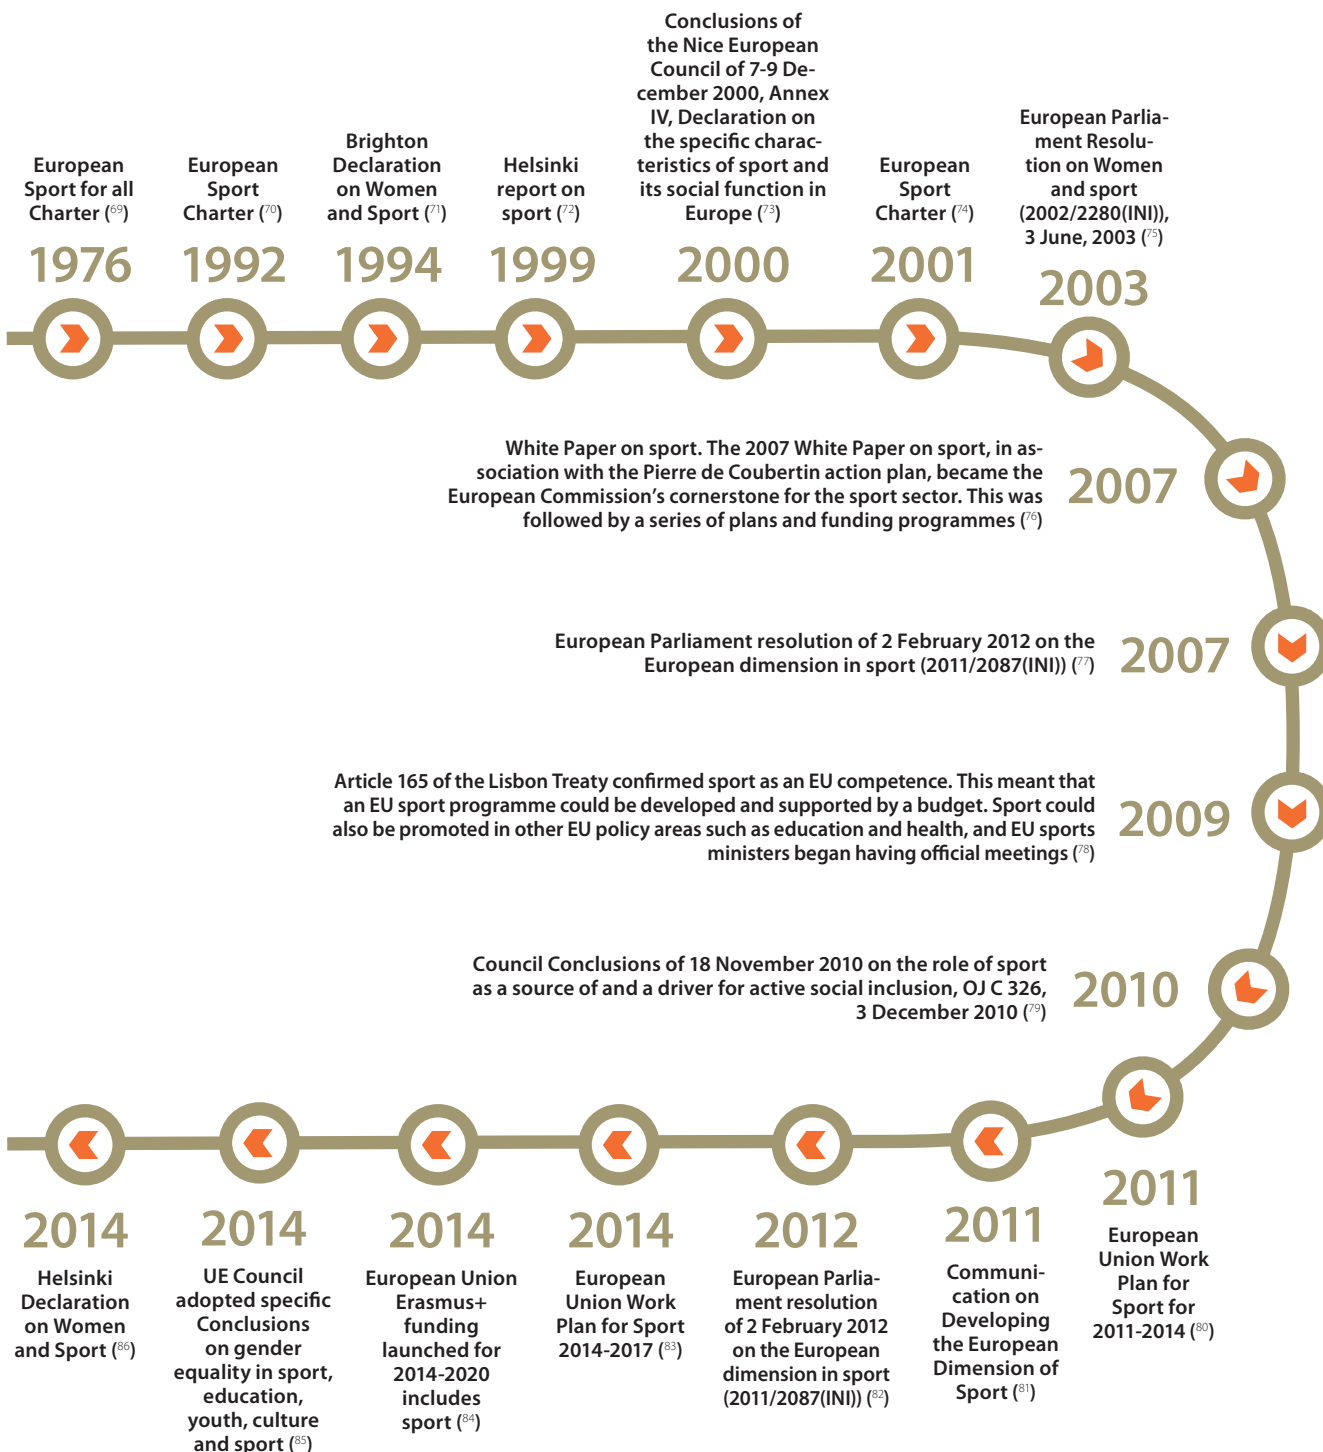 European
Sport for all
Charter (69)
1976
European
Sport
Charter (70)
1992
Brighton
Declaration
on Women
and Sport (71)
1994
Helsinki
report on
sport (72)
1999
Conclusions of
the Nice European
Council of 7-9 De-
cember 2000, Annex
IV, Declaration on
the specific charac-
teristics of sport and
its social function in
Europe (73)
2000
European
Sport
Charter (74)
2001
European Parlia-
ment Resolu-
tion on Women
and sport
(2002/2280(INI)),
3 June, 2003 (75)
2003
White Paper on sport. The 2007 White Paper on sport, in as-
sociation with the Pierre de Coubertin action plan, became the
European Commission’s cornerstone for the sport sector. This was
followed by a series of plans and funding programmes (76)
2007
European Parliament resolution of 2 February 2012 on the
European dimension in sport (2011/2087(INI)) (77)
2007
Article 165 of the Lisbon Treaty confirmed sport as an EU competence. This meant that
an EU sport programme could be developed and supported by a budget. Sport could
also be promoted in other EU policy areas such as education and health, and EU sports
ministers began having official meetings (78)
2009
Council Conclusions of 18 November 2010 on the role of sport
as a source of and a driver for active social inclusion, OJ C 326,
3 December 2010 (79)
2010
2011
European
Union Work
Plan for
Sport for
2011-2014 (80)
2011
Communi-
cation on
Developing
the European
Dimension of
Sport (81)
2012
European Parlia-
ment resolution
of 2 February 2012
on the European
dimension in sport
(2011/2087(INI)) (82)
2014
European
Union Work
Plan for Sport
2014-2017 (83)
2014
European Union
Erasmus+
funding
launched for
2014-2020
includes
sport (84)
2014
UE Council
adopted specific
Conclusions
on gender
equality in sport,
education,
youth, culture
and sport (85)
2014
Helsinki
Declaration
on Women
and Sport (86)